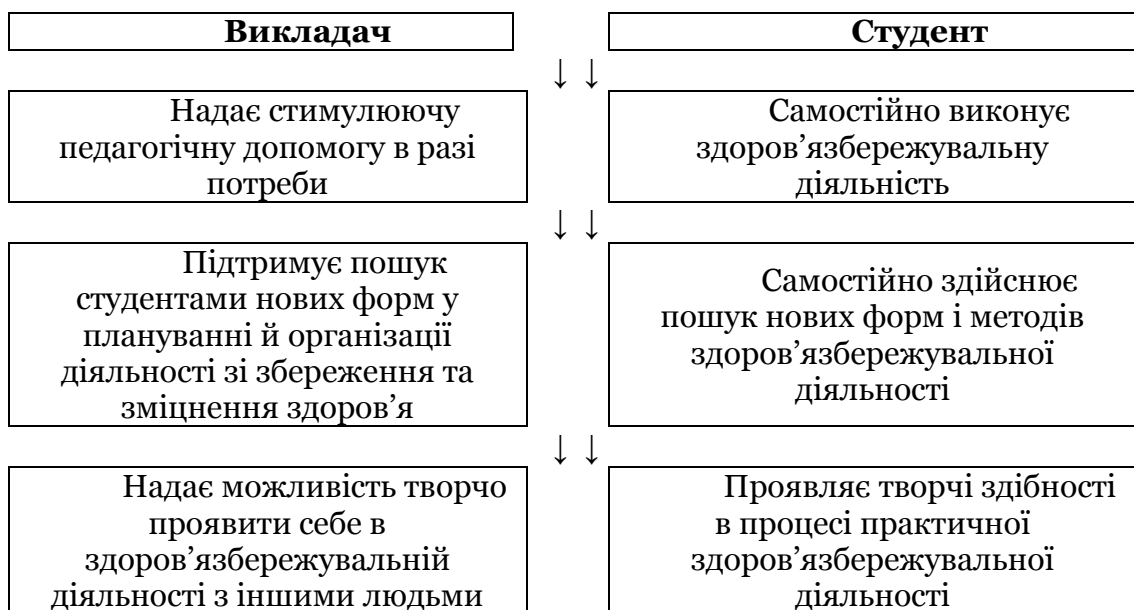 Викладач
Студент
↓ ↓
Надає стимулюючу
педагогічну допомогу в разі
потреби
Самостійно виконує
здоров’язбережувальну
діяльність
↓ ↓
Підтримує пошук
студентами нових форм у
плануванні й організації
діяльності зі збереження та
зміцнення здоров’я
Самостійно здійснює
пошук нових форм і методів
здоров’язбережувальної
діяльності
↓ ↓
Надає можливість творчо
проявити себе в
здоров’язбережувальній
діяльності з іншими людьми
Проявляє творчі здібності
в процесі практичної
здоров’язбережувальної
діяльності